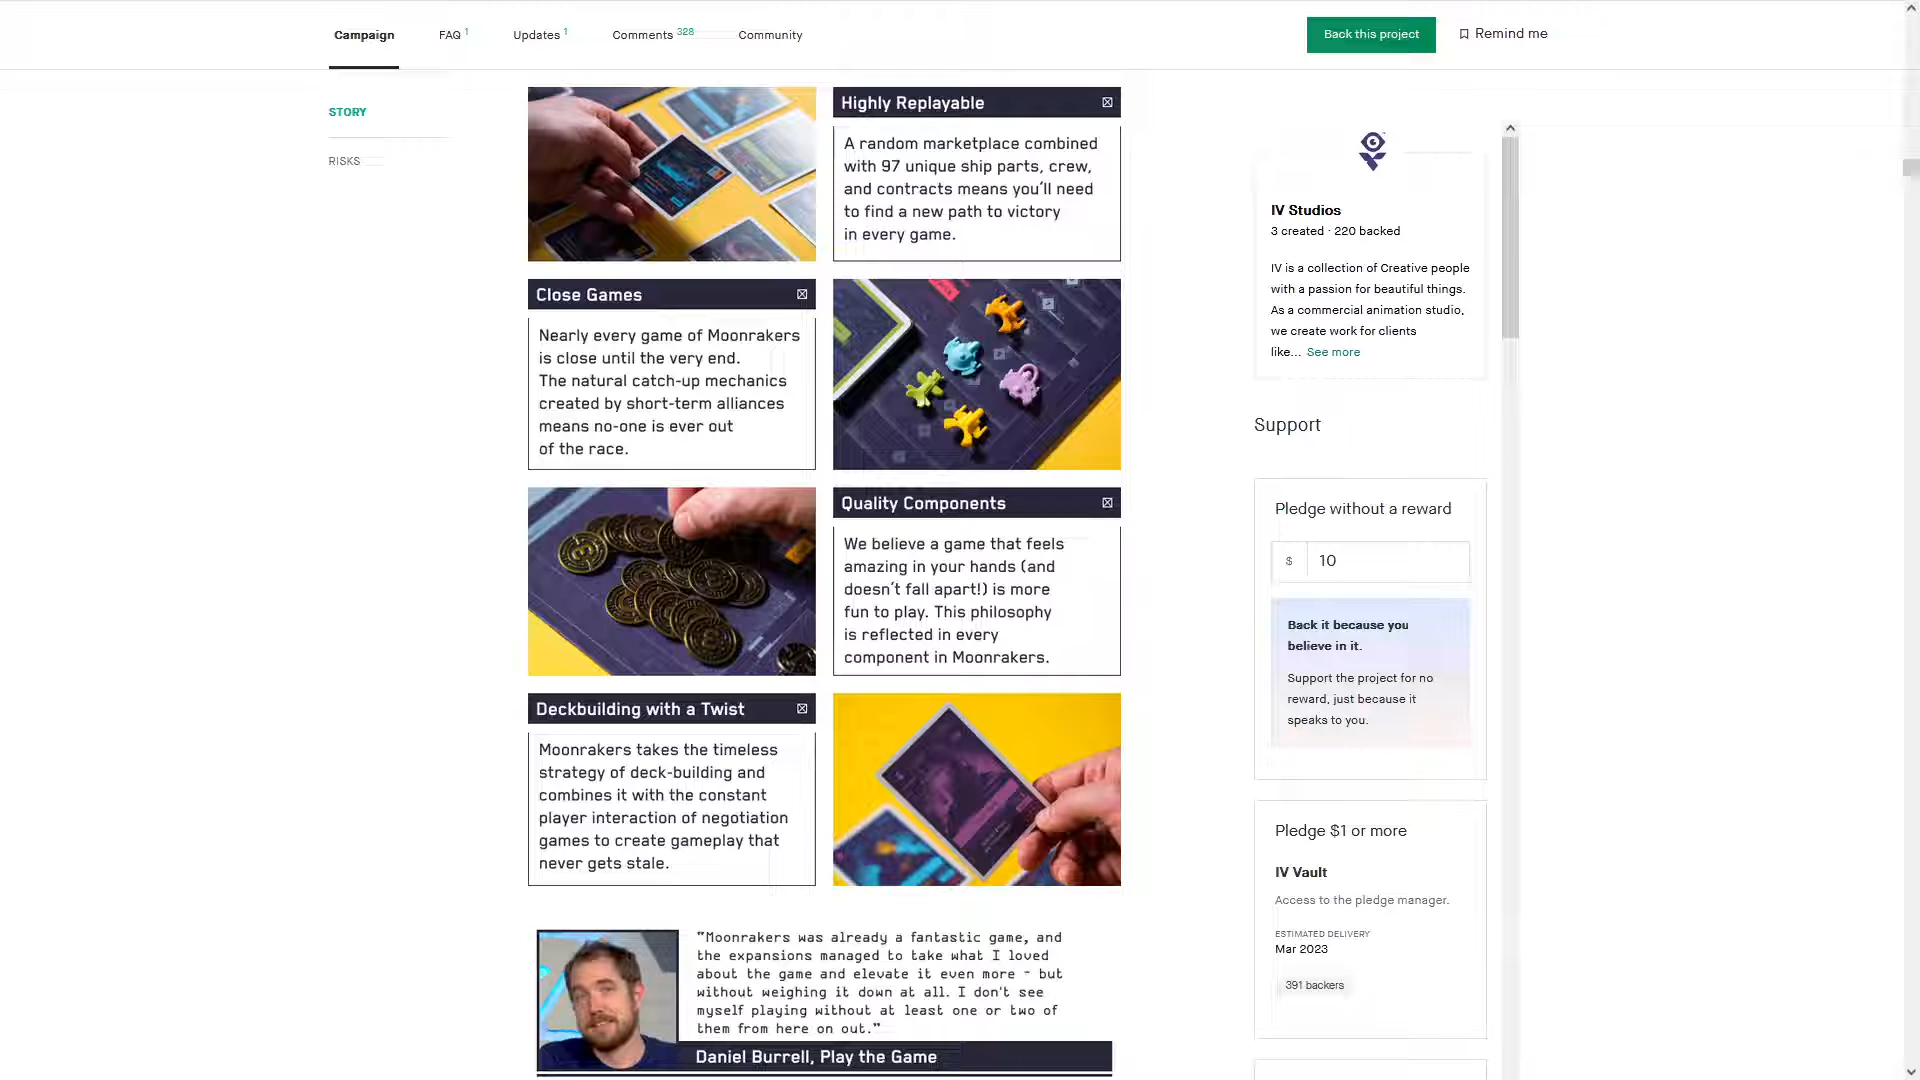 Campaign
FAQ 1
Updates 1
Comments 328
Community
Back this project
Remind me
STORY
RISKS
Highly Replayable
A random marketplace combined
with 97 unique ship parts, crew,
and contracts means you'll need
to find a new path to victory
in every game.
Close Games
Nearly every game of Moonrakers
is close until the very end.
The natural catch-up mechanics
created by short-term alliances
means no-one is ever out
of the race.
Quality Components
We believe a game that feels
amazing in your hands (and
doesn't fall apart!) is more
fun to play. This philosophy
is reflected in every
component in Moonrakers.
Deckbuilding with a Twist
Moonrakers takes the timeless
strategy of deck-building and
combines it with the constant
player interaction of negotiation
games to create gameplay that
never gets stale.
"Moonrakers was already a fantastic game, and
the expansions managed to take what I loved
about the game and elevate it even more - but
without weighing it down at all. I don't see
myself playing without at least one or two of
them from here on out."
Daniel Burrell, Play the Game
IV Studios
3 created · 220 backed
IV is a collection of Creative people
with a passion for beautiful things.
As a commercial animation studio,
we create work for clients
like... See more
Support
Pledge without a reward
$ 10
Back it because you
believe in it.
Support the project for no
reward, just because it
speaks to you.
Pledge $1 or more
IV Vault
Access to the pledge manager.
ESTIMATED DELIVERY
Mar 2023
391 backers